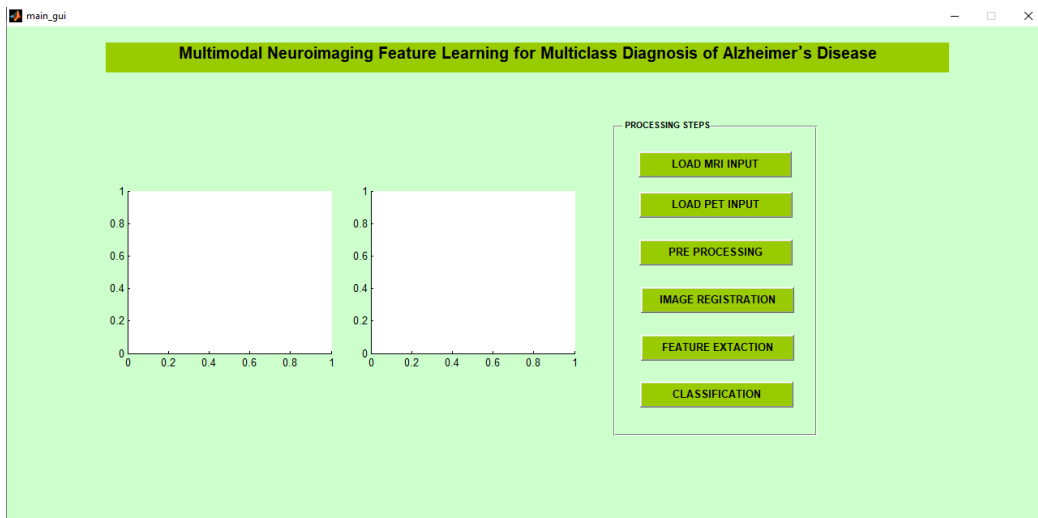 main_gui
Multimodal Neuroimaging Feature Learning for Multiclass Diagnosis of Alzheimer's Disease
PROCESSING STEPS
LOAD MRI INPUT
LOAD PET INPUT
PRE PROCESSING
IMAGE REGISTRATION
FEATURE EXTACTION
CLASSIFICATION
1
0.8
0.6
0.4
0.2
0
0 0.2 0.4 0.6 0.8 1
1
0.8
0.6
0.4
0.2
0
0 0.2 0.4 0.6 0.8 1